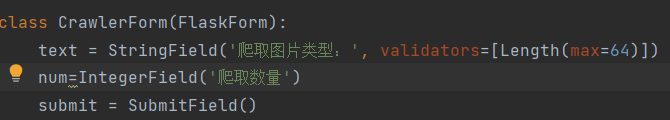 class CrawlerForm(FlaskForm):
    text = StringField('爬取图片类型：', validators=[Length(max=64)])
    num=IntegerField('爬取数量')
    submit = SubmitField()